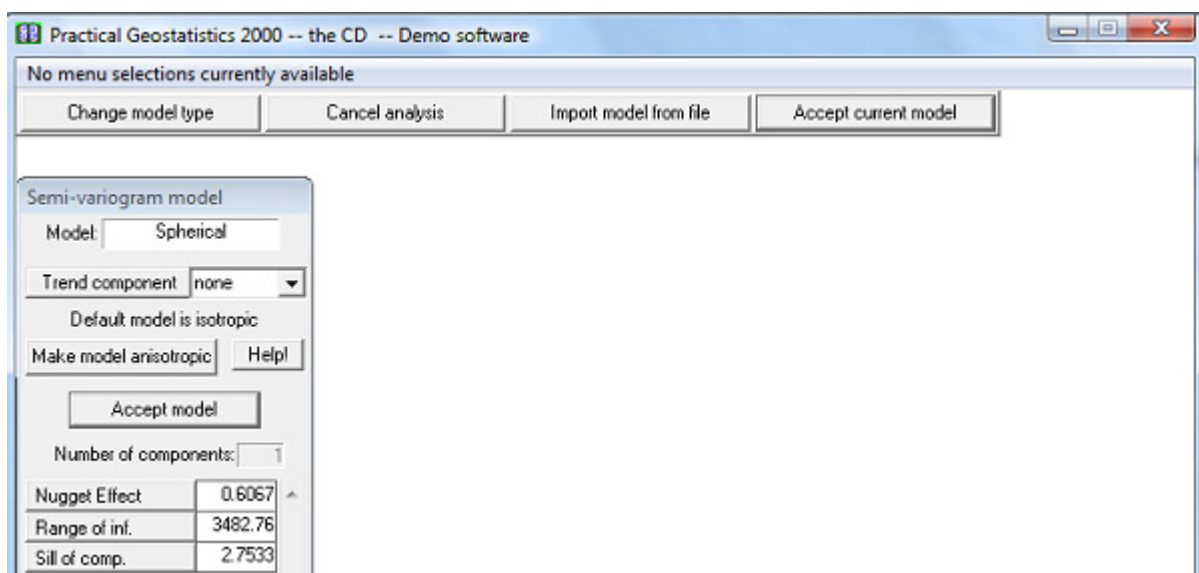 Practical Geostatistics 2000 -- the CD -- Demo software
No menu selections currently available
Change model type Cancel analysis Import model from file Accept current model
Semi-variogram model
Model: Spherical
Trend component none
Default model is isotropic
Make model anisotropic Help!
Accept model
Number of components: 1
Nugget Effect 0.6067
Range of inf. 3482.76
Sill of comp. 2.7533